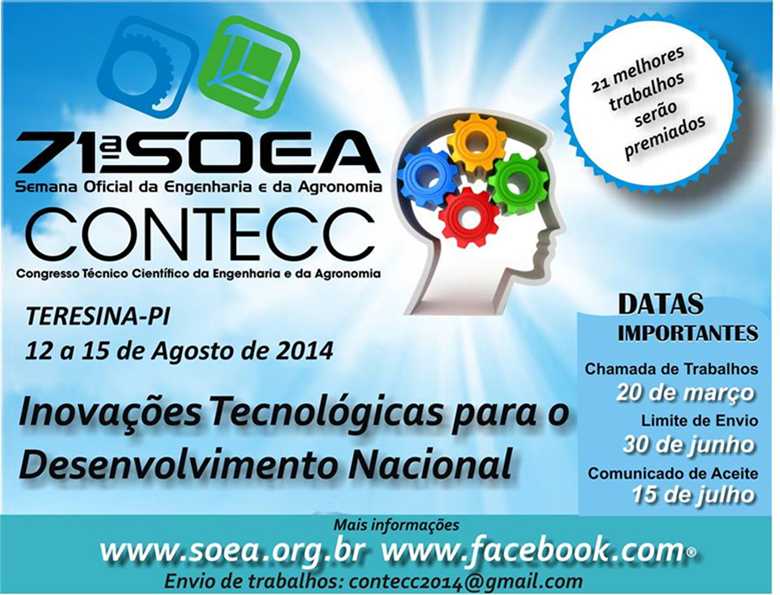 71ªSOEA
Semana Oficial da Engenharia e da Agronomia
CONTECC
Congresso Técnico Científico da Engenharia e da Agronomia
21 melhores
trabalhos
serão
premiados
TERESINA-PI
12 a 15 de Agosto de 2014
Inovações Tecnológicas para o
Desenvolvimento Nacional
DATAS
IMPORTANTES
Chamada de Trabalhos
20 de março
Limite de Envio
30 de junho
Comunicado de Aceite
15 de julho
Mais informações
www.soea.org.br www.facebook.com®
Envio de trabalhos: contecc2014@gmail.com